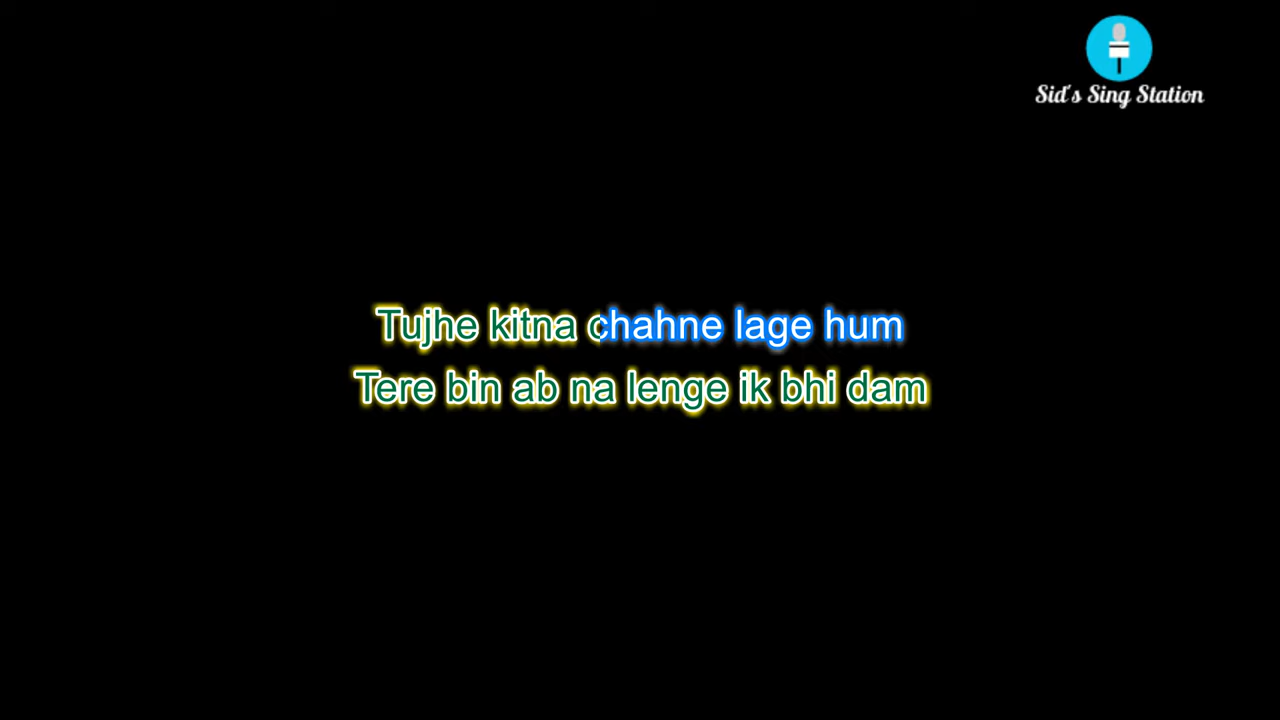 Sid's Sing Station
Tujhe kitna chahne lage hum
Tere bin ab na lenge ik bhi dam